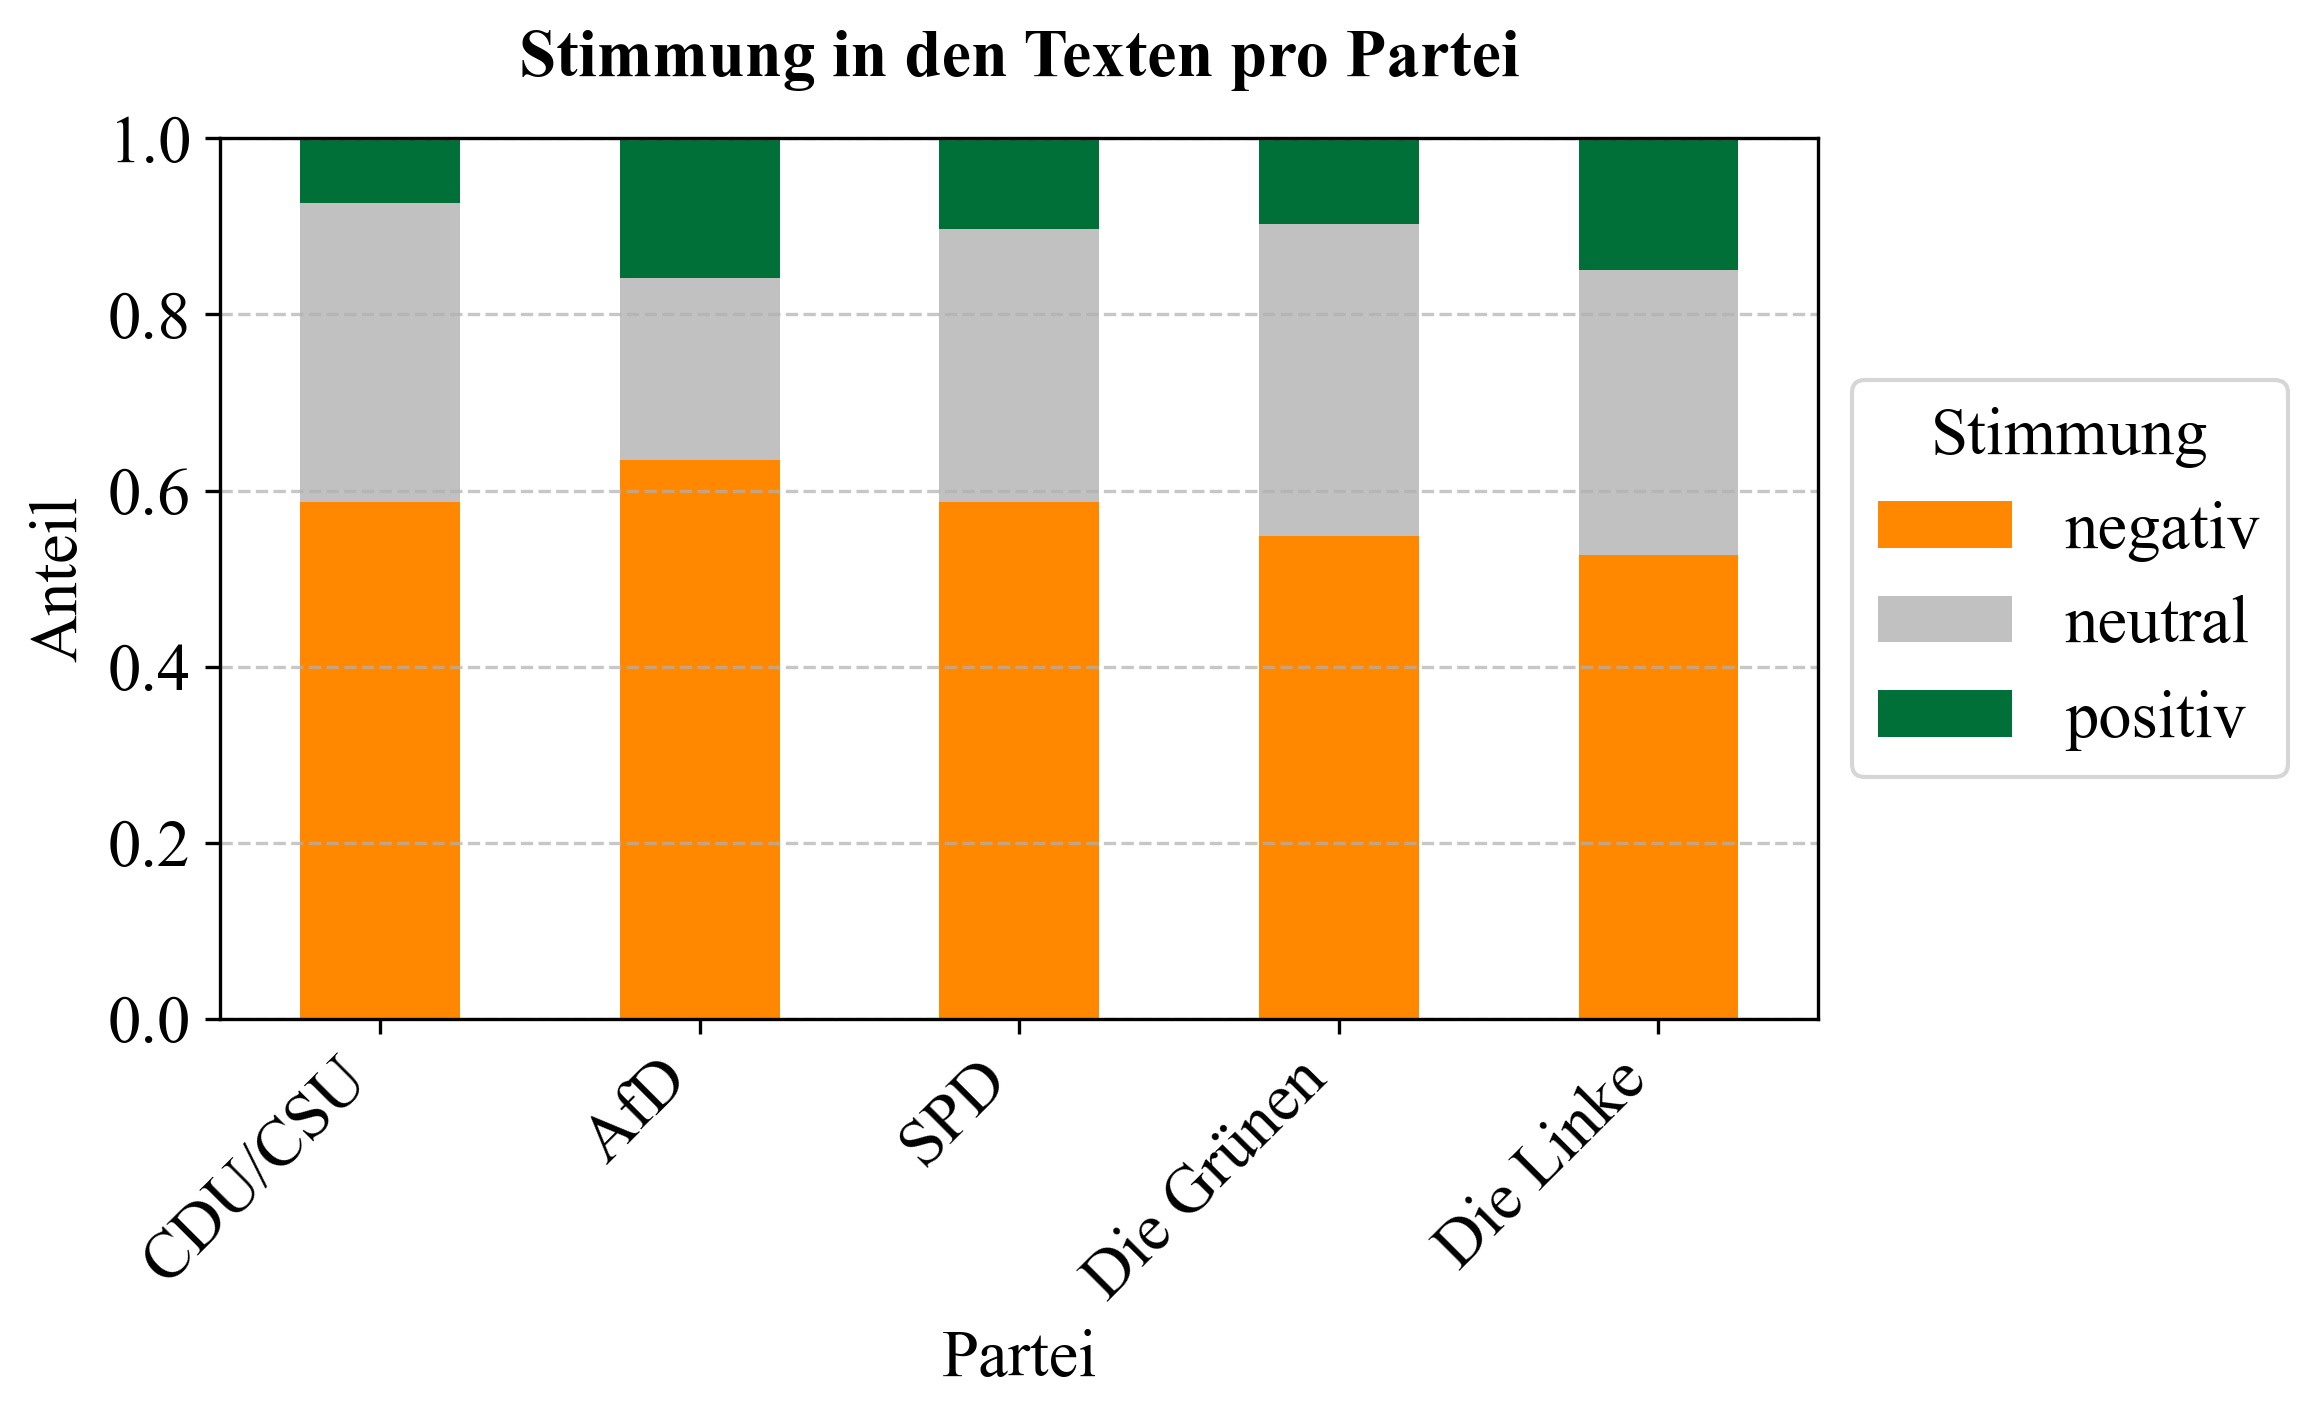 Stimmung in den Texten pro Partei
1.0
0.8
0.6
0.4
0.2
0.0
Anteil
CDU/CSU
AfD
SPD
Die Grünen
Die Linke
Partei
Stimmung
negativ
neutral
positiv